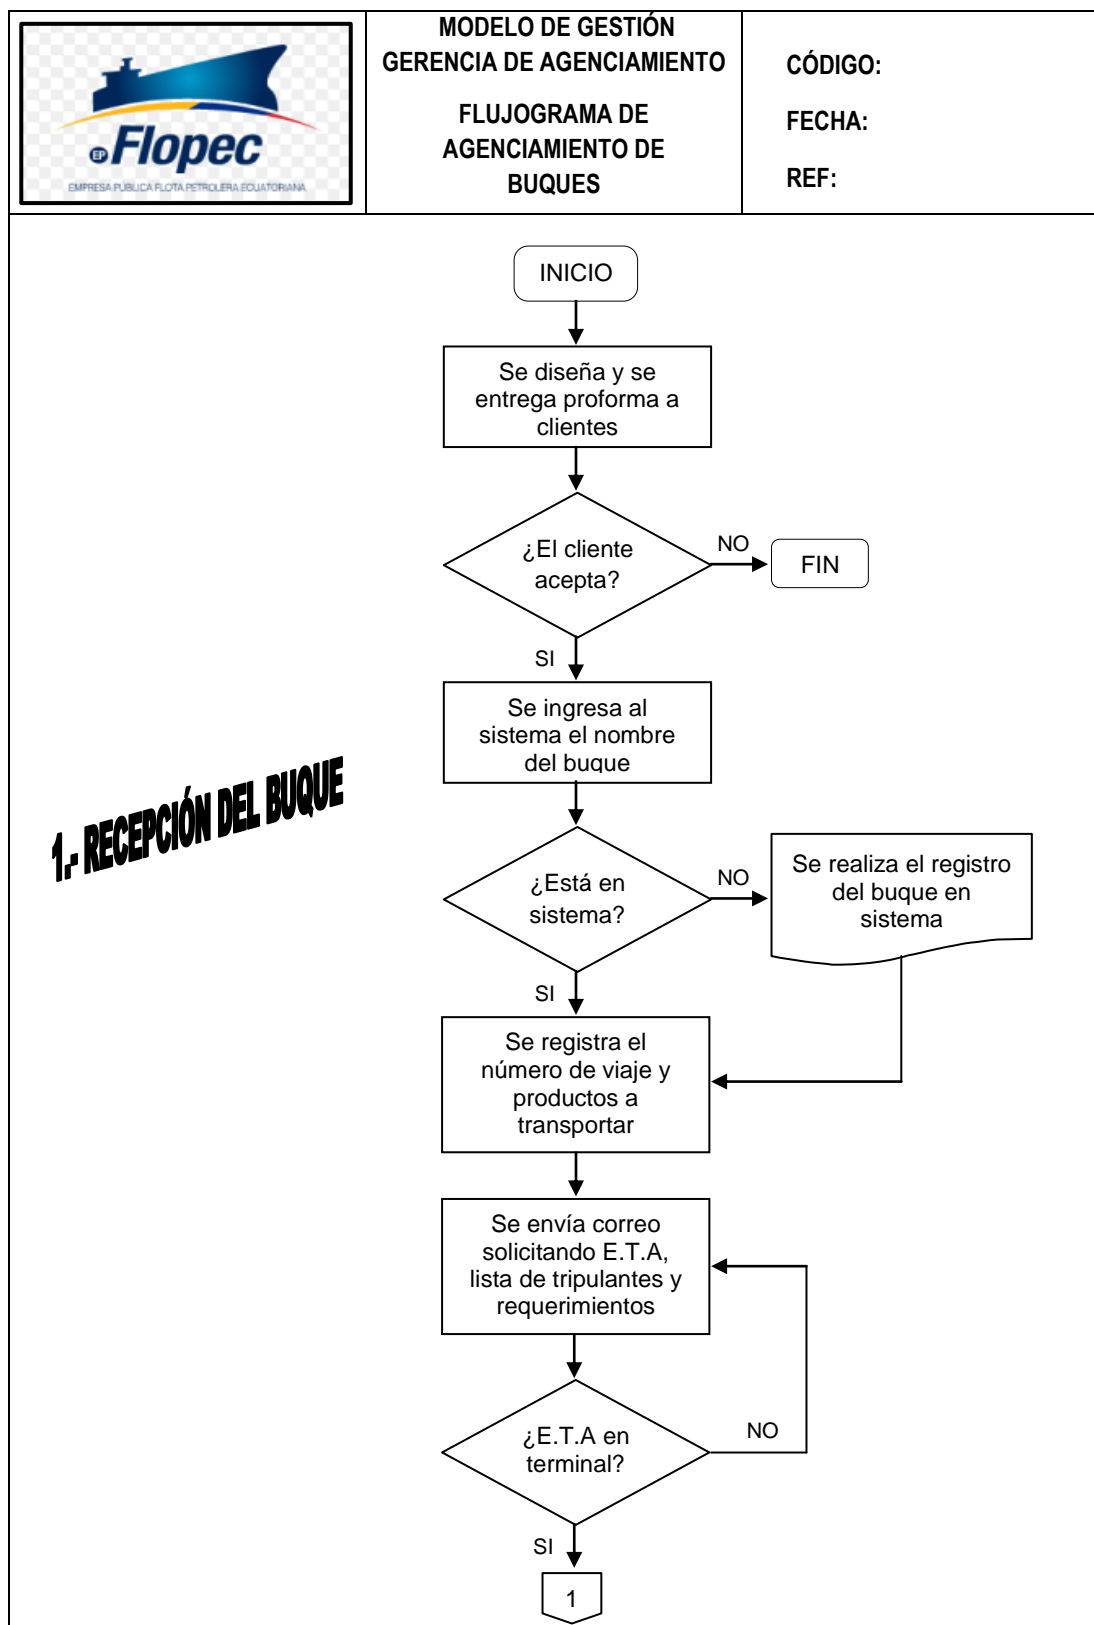 EP Flopec
EMPRESA PÚBLICA FLOTA PETROLERA ECUATORIANA
MODELO DE GESTIÓN
GERENCIA DE AGENCIAMIENTO
FLUJOGRAMA DE
AGENCIAMIENTO DE
BUQUES
CÓDIGO:
FECHA:
REF:
INICIO
Se diseña y se
entrega proforma a
clientes
¿El cliente
acepta?
NO
FIN
SI
Se ingresa al
sistema el nombre
del buque
1.- RECEPCIÓN DEL BUQUE
¿Está en
sistema?
NO
Se realiza el registro
del buque en
sistema
SI
Se registra el
número de viaje y
productos a
transportar
Se envía correo
solicitando E.T.A,
lista de tripulantes y
requerimientos
¿E.T.A en
terminal?
NO
SI
1